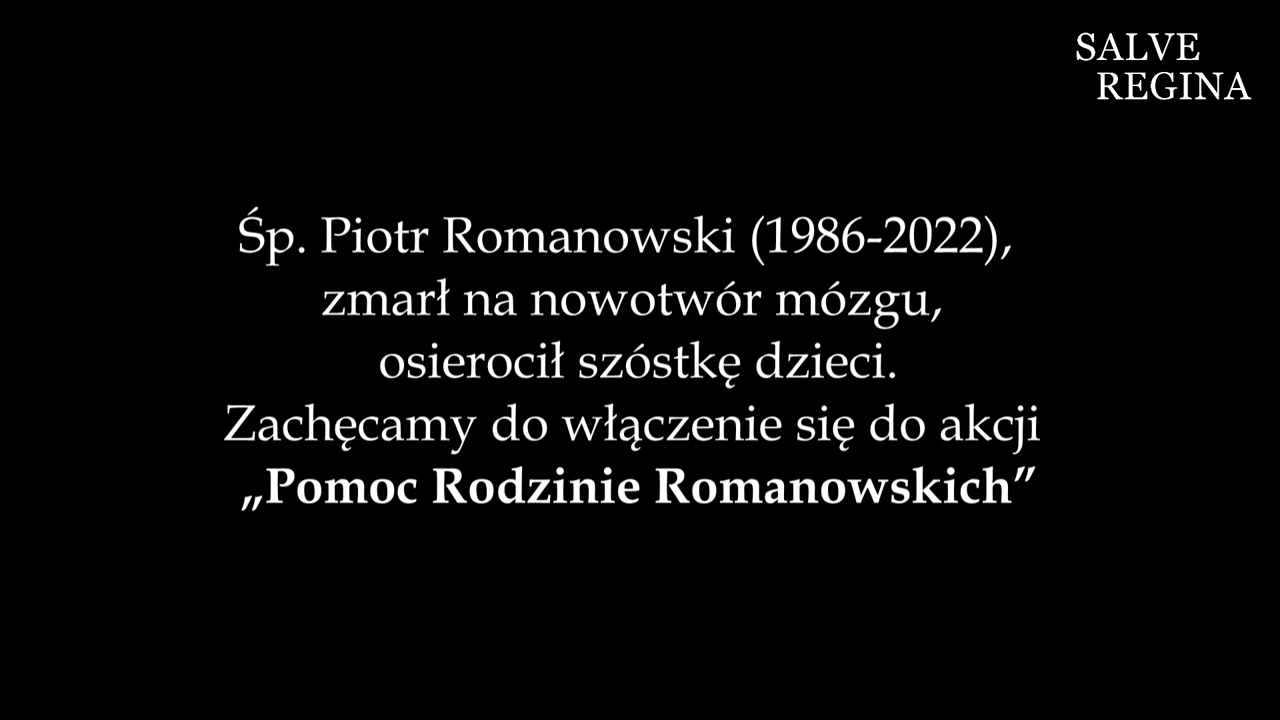 SALVE
REGINA
Śp. Piotr Romanowski (1986-2022),
zmarł na nowotwór mózgu,
osierocił szóstkę dzieci.
Zachęcamy do włączenie się do akcji
„Pomoc Rodzinie Romanowskich”